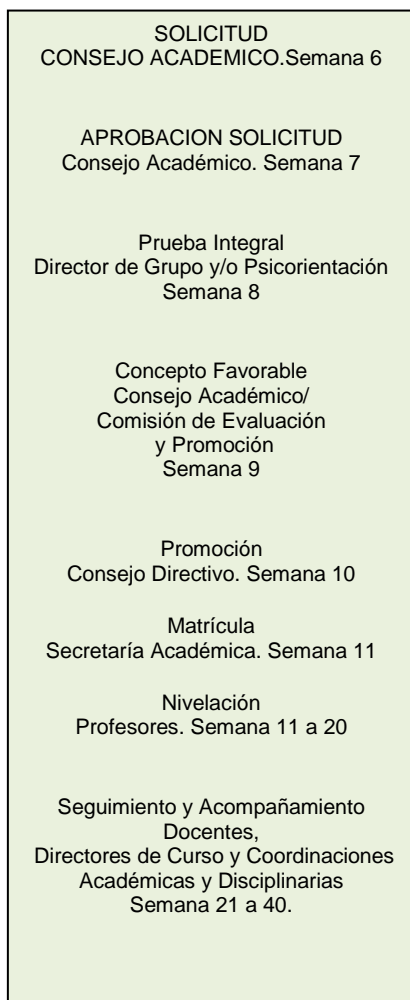 SOLICITUD
CONSEJO ACADEMICO.Semana 6
APROBACION SOLICITUD
Consejo Académico. Semana 7
Prueba Integral
Director de Grupo y/o Psicorientación
Semana 8
Concepto Favorable
Consejo Académico/
Comisión de Evaluación
y Promoción
Semana 9
Promoción
Consejo Directivo. Semana 10
Matrícula
Secretaría Académica. Semana 11
Nivelación
Profesores. Semana 11 a 20
Seguimiento y Acompañamiento
Docentes,
Directores de Curso y Coordinaciones
Académicas y Disciplinarias
Semana 21 a 40.